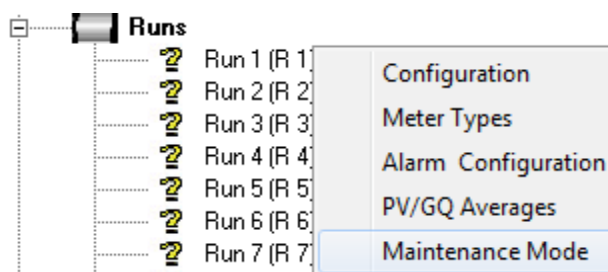 Runs
Run 1 (R 1)
Run 2 (R 2)
Run 3 (R 3)
Run 4 (R 4)
Run 5 (R 5)
Run 6 (R 6)
Run 7 (R 7)
Configuration
Meter Types
Alarm Configuration
PV/GQ Averages
Maintenance Mode